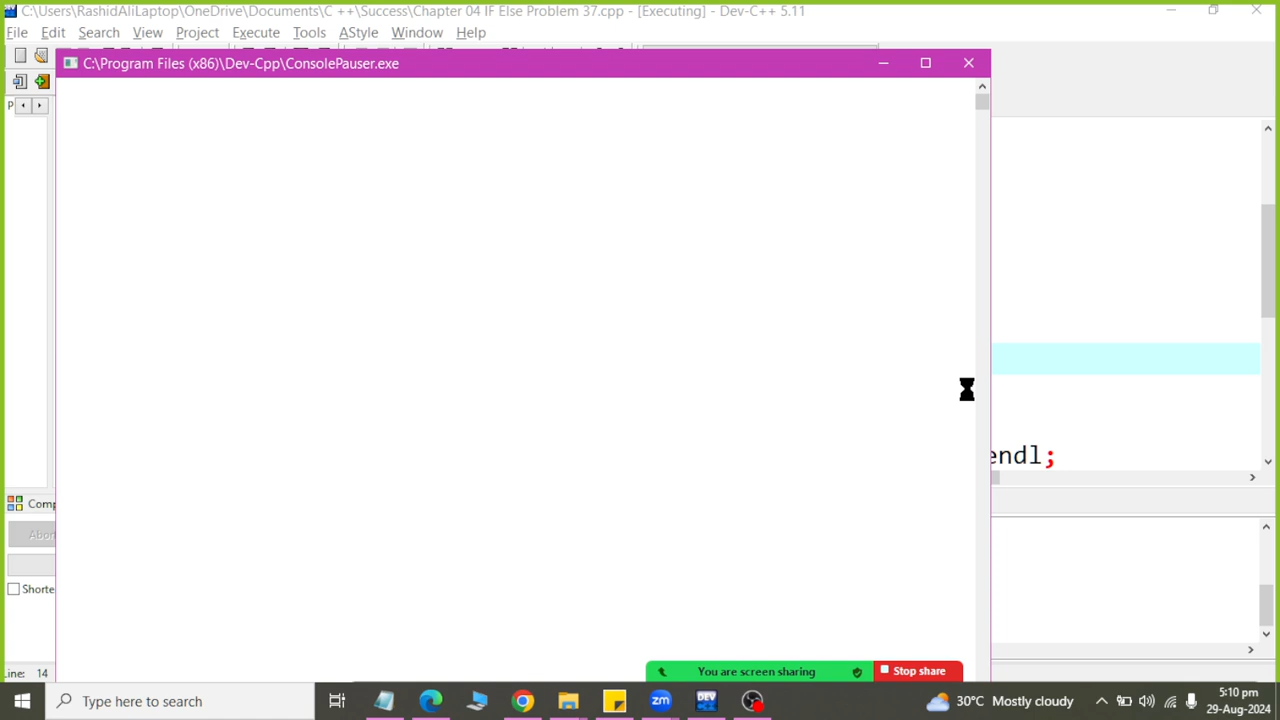 C:\Users\RashidAliLaptop\OneDrive\Documents\C ++\Success\Chapter 04 IF Else Problem 37.cpp - [Executing] - Dev-C++ 5.11
File Edit Search View Project Execute Tools AStyle Window Help
C:\Program Files (x86)\Dev-Cpp\ConsolePauser.exe
P
endl;
Comp
Abor
Shorte
You are screen sharing Stop share
Line: 14
Type here to search
zm
DEV
30°C Mostly cloudy
5:10 pm
29-Aug-2024